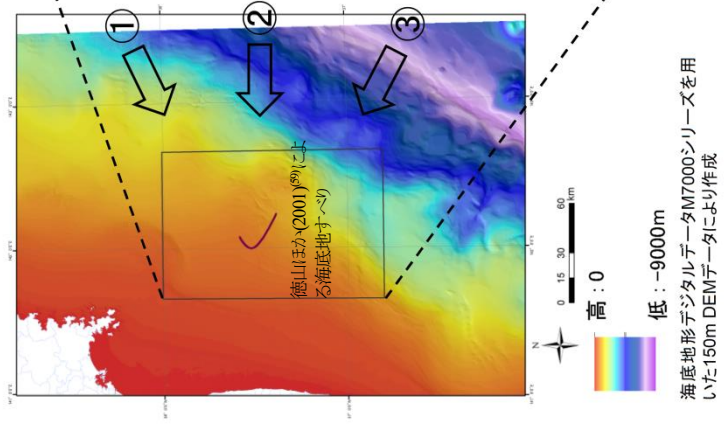 ①
②
③
徳山ほか(2001)⁽⁵⁹⁾によ
る海底地すべり
N
0 15 30 60
km
高:0
低:-9000m
海底地形デジタルデータM7000シリーズを用
いた150m DEMデータにより作成